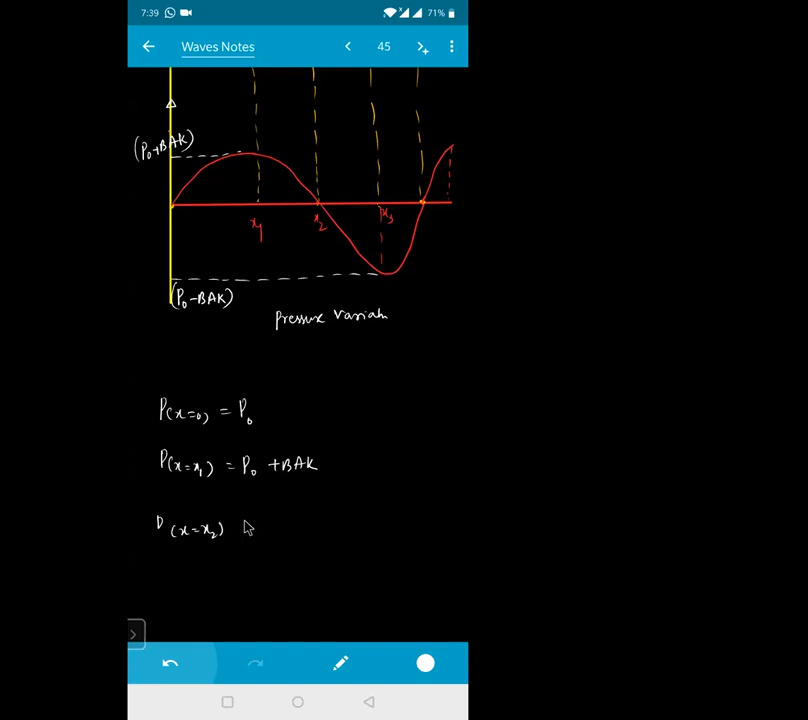 7:39 71%
Waves Notes 45
(P₀+BAK)
x₁ x₂ x₃
(P₀-BAK)
pressure variati
P(x=0) = P₀
P(x=x₁) = P₀ +BAK
P(x=x₂)